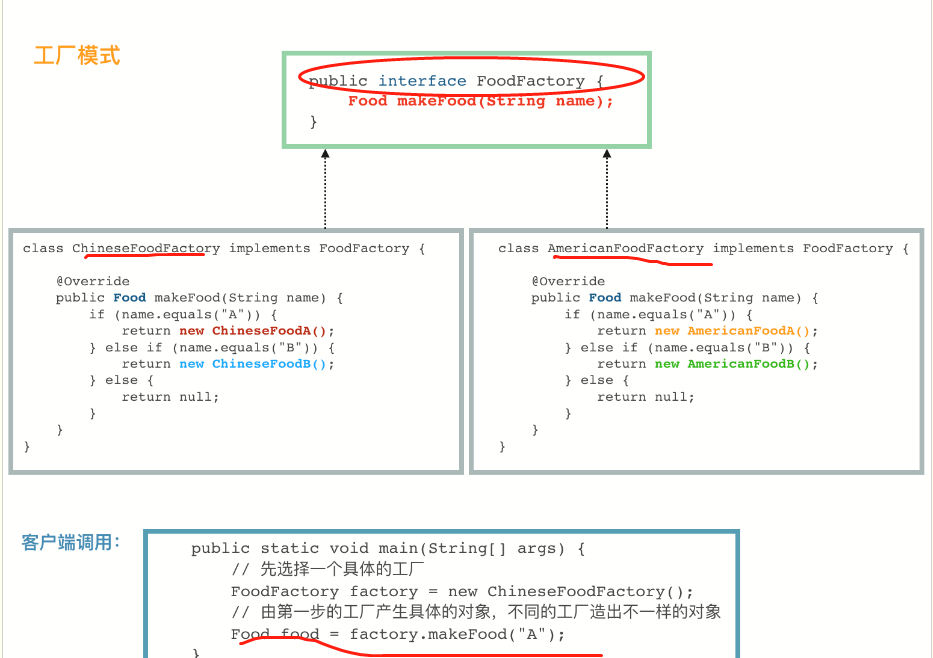 工厂模式
public interface FoodFactory {
Food makeFood(String name);
}
class ChineseFoodFactory implements FoodFactory {
@Override
public Food makeFood(String name) {
if (name.equals("A")) {
return new ChineseFoodA();
} else if (name.equals("B")) {
return new ChineseFoodB();
} else {
return null;
}
}
}
class AmericanFoodFactory implements FoodFactory {
@Override
public Food makeFood(String name) {
if (name.equals("A")) {
return new AmericanFoodA();
} else if (name.equals("B")) {
return new AmericanFoodB();
} else {
return null;
}
}
}
客户端调用：
public static void main(String[] args) {
// 先选择一个具体的工厂
FoodFactory factory = new ChineseFoodFactory();
// 由第一步的工厂产生具体的对象，不同的工厂造出不一样的对象
Food food = factory.makeFood("A");
}